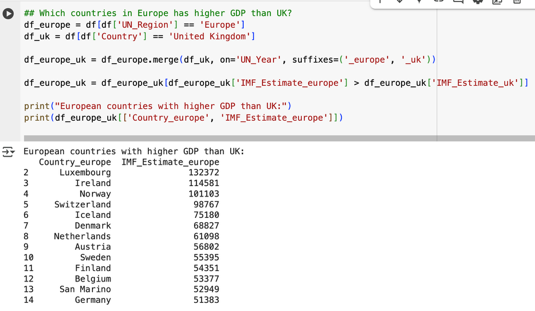 ## Which countries in Europe has higher GDP than UK?
df_europe = df[df['UN_Region'] == 'Europe']
df_uk = df[df['Country'] == 'United Kingdom']
df_europe_uk = df_europe.merge(df_uk, on='UN_Year', suffixes=('_europe', '_uk'))
df_europe_uk = df_europe_uk[df_europe_uk['IMF_Estimate_europe'] > df_europe_uk['IMF_Estimate_uk']]
print("European countries with higher GDP than UK:")
print(df_europe_uk[['Country_europe', 'IMF_Estimate_europe']])
European countries with higher GDP than UK:
Country_europe IMF_Estimate_europe
2 Luxembourg 132372
3 Ireland 114581
4 Norway 101103
5 Switzerland 98767
6 Iceland 75180
7 Denmark 68827
8 Netherlands 61098
9 Austria 56802
10 Sweden 55395
11 Finland 54351
12 Belgium 53377
13 San Marino 52949
14 Germany 51383